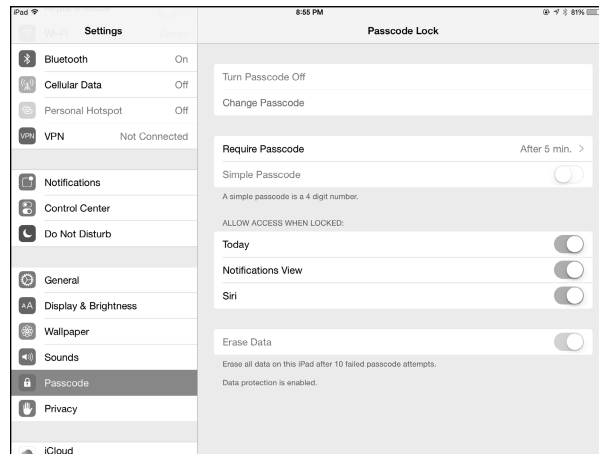 iPad
8:55 PM
81%
Settings
Passcode Lock
Wi-Fi
Bluetooth On
Cellular Data Off
Personal Hotspot Off
VPN VPN Not Connected
Notifications
Control Center
Do Not Disturb
General
AA Display & Brightness
Wallpaper
Sounds
Passcode
Privacy
iCloud
Turn Passcode Off
Change Passcode
Require Passcode After 5 min. >
Simple Passcode
A simple passcode is a 4 digit number.
ALLOW ACCESS WHEN LOCKED:
Today
Notifications View
Siri
Erase Data
Erase all data on this iPad after 10 failed passcode attempts.
Data protection is enabled.